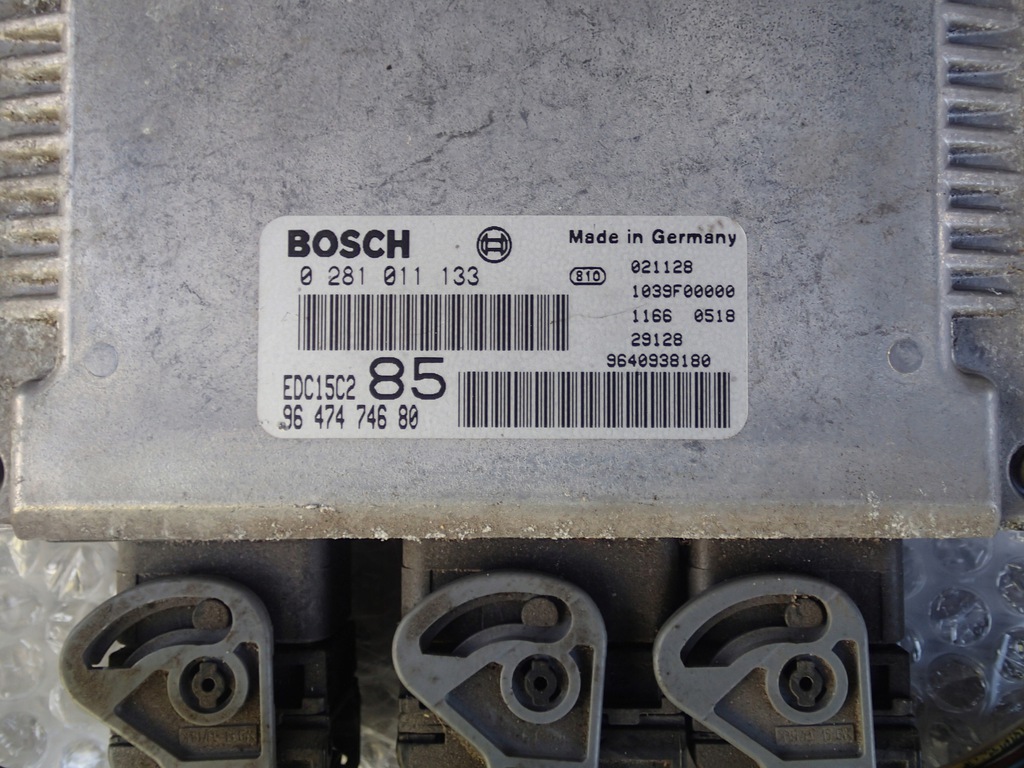 BOSCH
Made in Germany
0 281 011 133
810
021128
1039F00000
1166 0518
29128
9640938180
EDC15C2
85
96 474 746 80